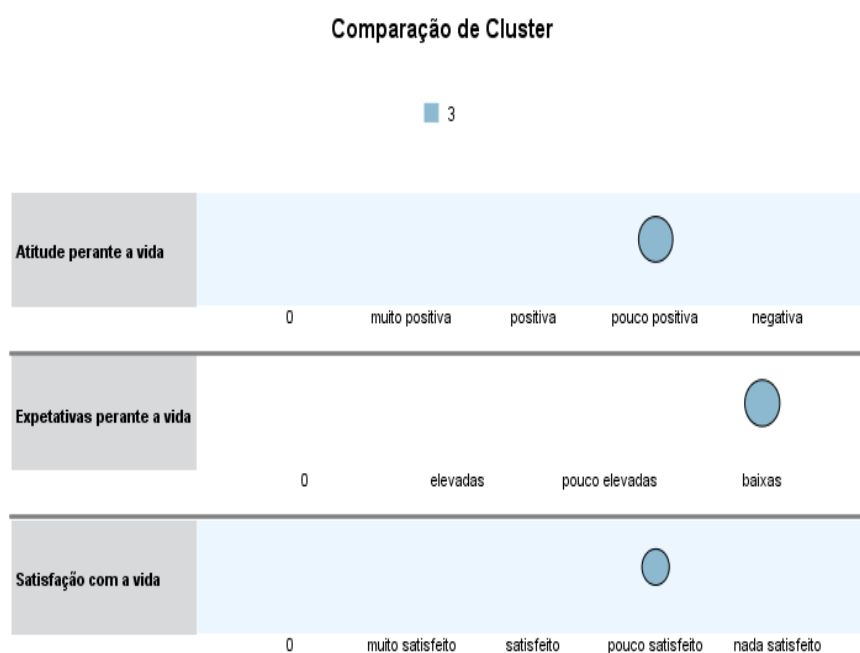 Comparação de Cluster
3
Atitude perante a vida
0 muito positiva positiva pouco positiva negativa
Expetativas perante a vida
0 elevadas pouco elevadas baixas
Satisfação com a vida
0 muito satisfeito satisfeito pouco satisfeito nada satisfeito